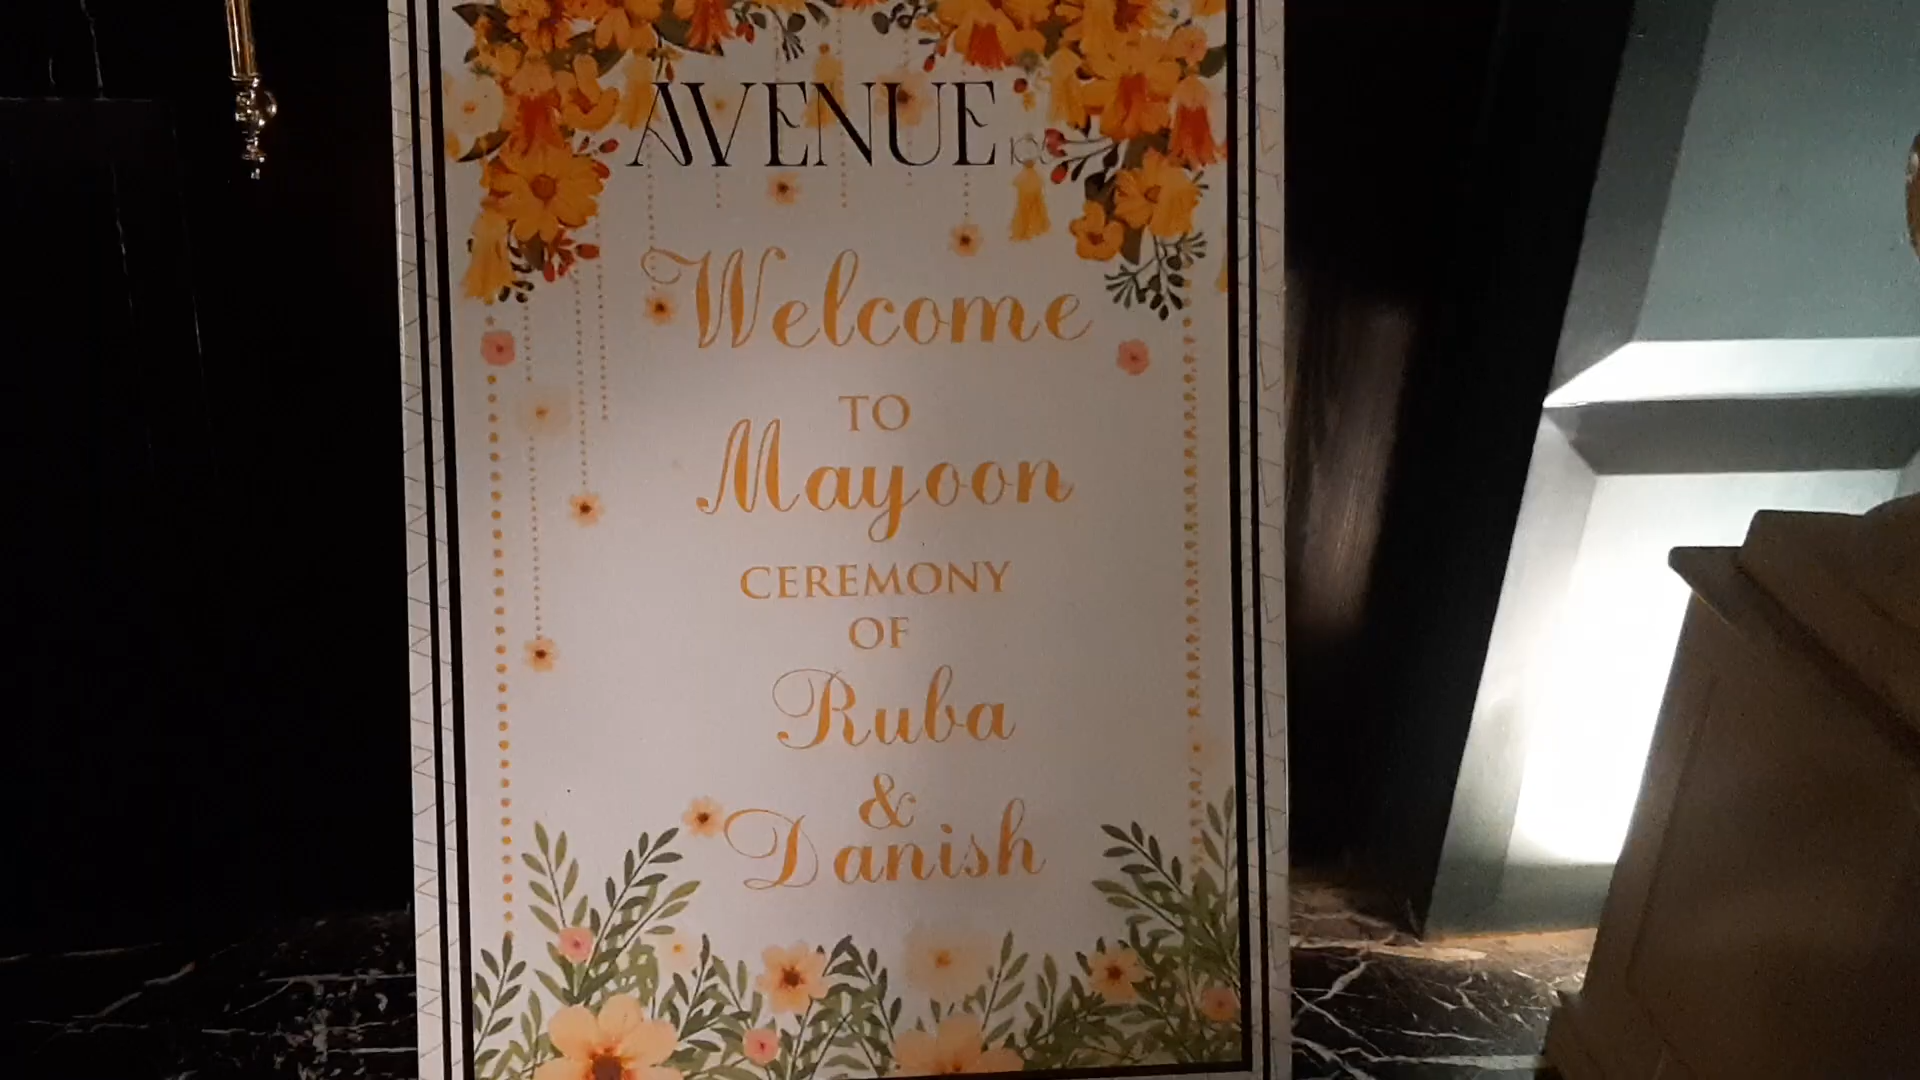 AVENUE
Welcome
TO
Mayoon
CEREMONY
OF
Ruba
&
Danish